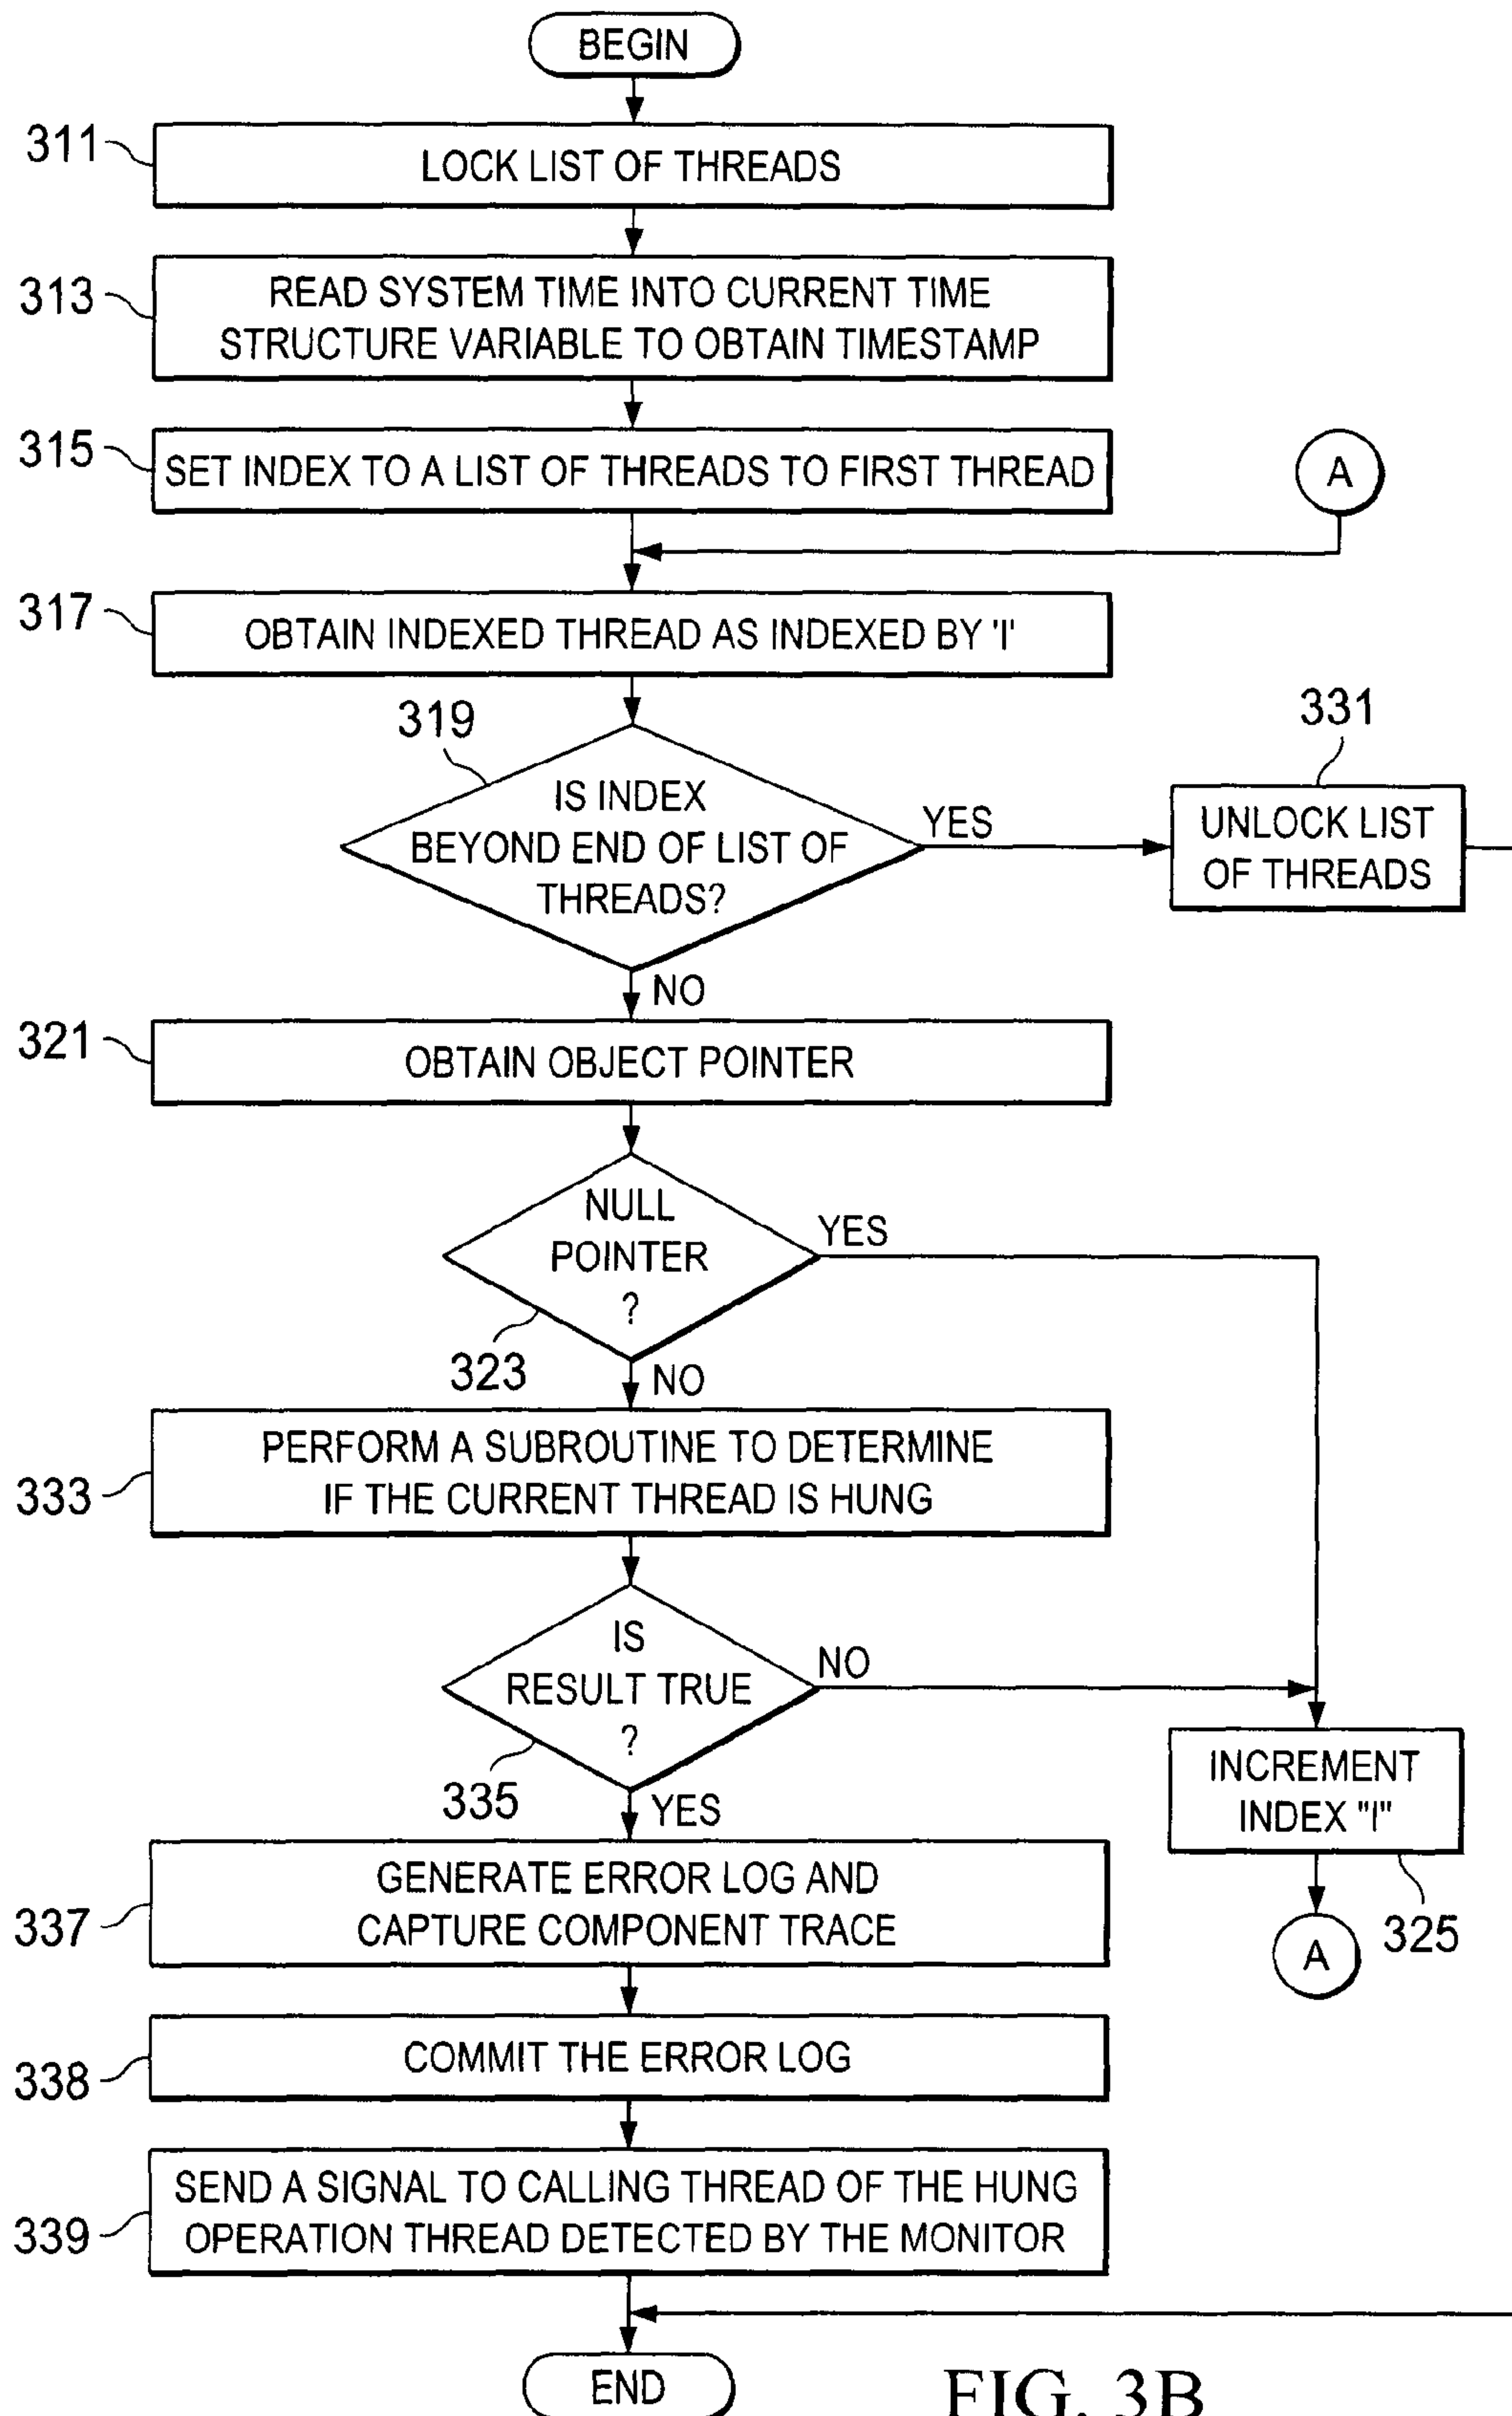 BEGIN
311
LOCK LIST OF THREADS
313
READ SYSTEM TIME INTO CURRENT TIME
STRUCTURE VARIABLE TO OBTAIN TIMESTAMP
315
SET INDEX TO A LIST OF THREADS TO FIRST THREAD
A
317
OBTAIN INDEXED THREAD AS INDEXED BY 'I'
319
IS INDEX
BEYOND END OF LIST OF
THREADS?
YES
331
UNLOCK LIST
OF THREADS
NO
321
OBTAIN OBJECT POINTER
NULL
POINTER
?
YES
323
NO
333
PERFORM A SUBROUTINE TO DETERMINE
IF THE CURRENT THREAD IS HUNG
IS
RESULT TRUE
?
NO
335
YES
INCREMENT
INDEX "I"
325
A
337
GENERATE ERROR LOG AND
CAPTURE COMPONENT TRACE
338
COMMIT THE ERROR LOG
339
SEND A SIGNAL TO CALLING THREAD OF THE HUNG
OPERATION THREAD DETECTED BY THE MONITOR
END
FIG. 3B